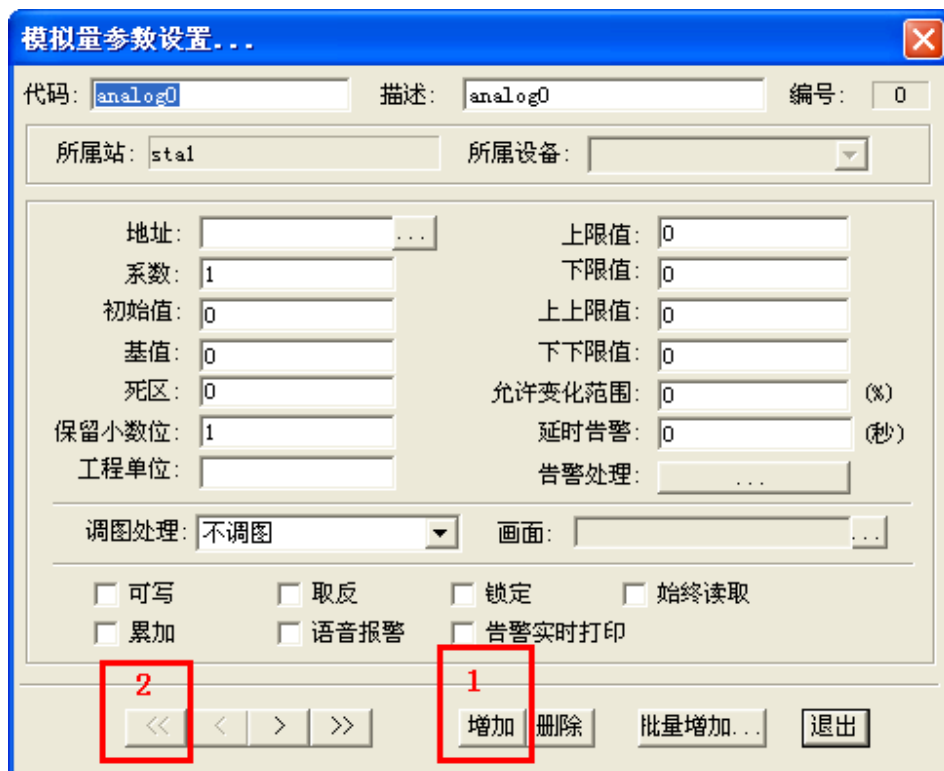 模拟量参数设置...
代码: analog0 描述: analog0 编号: 0
所属站: sta1 所属设备:
地址: ... 上限值: 0
系数: 1 下限值: 0
初始值: 0 上上限值: 0
基值: 0 下下限值: 0
死区: 0 允许变化范围: 0 (%)
保留小数位: 1 延时告警: 0 (秒)
工程单位: 告警处理: ...
调图处理: 不调图 画面: ...
可写 取反 锁定 始终读取
累加 语音报警 告警实时打印
2 1
<< < > >> 增加 删除 批量增加... 退出